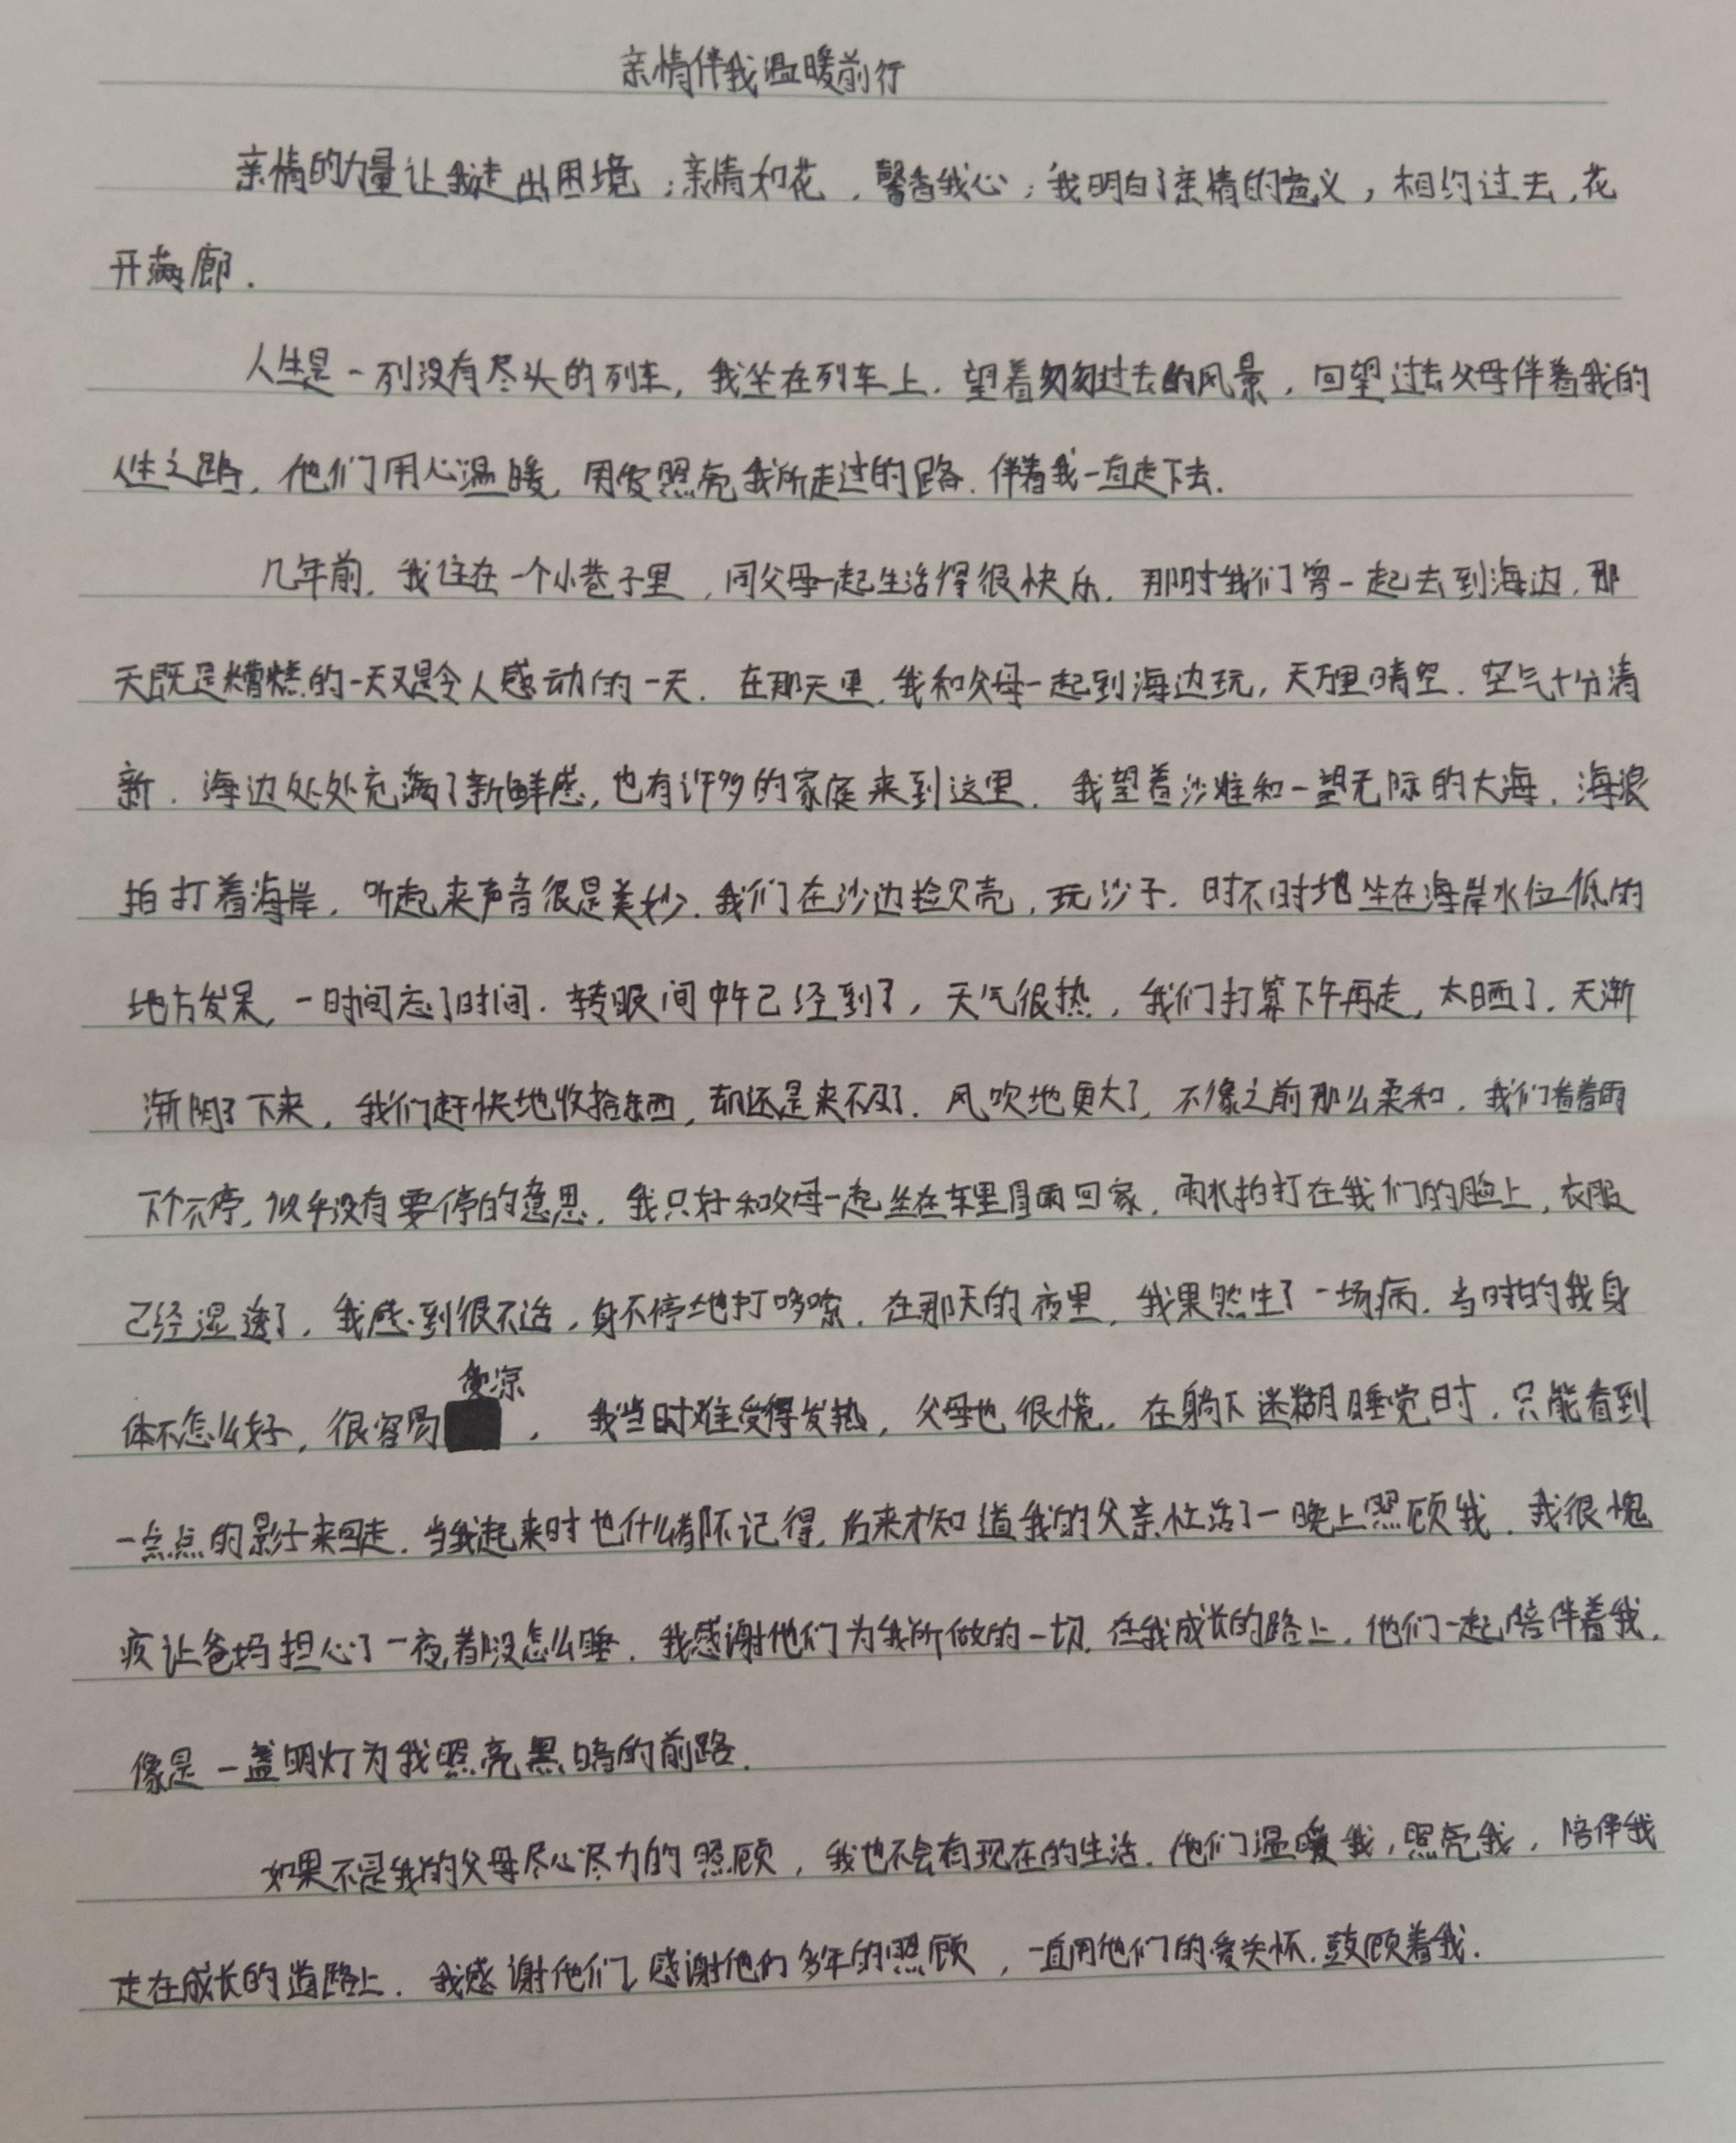 亲情伴我温暖前行
亲情的力量让我走出困境;亲情如花,馨香我心;我明白了亲情的意义,相约过去,花
开满廊.
人生是一列没有尽头的列车,我坐在列车上.望着匆匆过去的风景,回望过去父母伴着我的
人生之路,他们用心温暖,用爱照亮我所走过的路.伴着我一直走下去.
几年前,我住在一个小巷子里,同父母一起生活得很快乐.那时我们曾一起去到海边,那
天既是糟糕的一天又是令人感动的一天.在那天里,我和父母一起到海边玩,天万里晴空.空气十分清
新.海边处处充满了新鲜感,也有许多的家庭来到这里.我望着沙滩和一望无际的大海,海浪
拍打着海岸,听起来声音很是美妙.我们在沙边捡贝壳,玩沙子.时不时地坐在海岸水位低的
地方发呆,一时间忘了时间.转眼间中午已经到了,天气很热,我们打算下午再走,太晒了.天渐
渐阴了下来,我们赶快地收拾东西,却还是来不及了.风吹地更大了,不像之前那么柔和.我们看着雨
下个不停,似乎没有要停的意思.我只好和父母一起坐在车里冒雨回家,雨水拍打在我们的脸上,衣服
已经湿透了,我感到很不适,身不停地打哆嗦.在那天的夜里,我果然生了一场病.当时的我身
体不怎么好,很容易受凉,我当时难受得发热,父母也很慌.在躺下迷糊睡觉时.只能看到
一点点的影子来回走.当我起来时也什么都不记得,后来才知道我的父亲忙活了一晚上照顾我.我很愧
疚让爸妈担心了一夜,都没怎么睡.我感谢他们为我所做的一切.在我成长的路上,他们一起陪伴着我.
像是一盏明灯为我照亮黑暗的前路.
如果不是我的父母尽心尽力的照顾,我也不会有现在的生活.他们温暖我,照亮我,陪伴我
走在成长的道路上.我感谢他们,感谢他们多年的照顾,一直用他们的爱关怀.鼓顾着我.